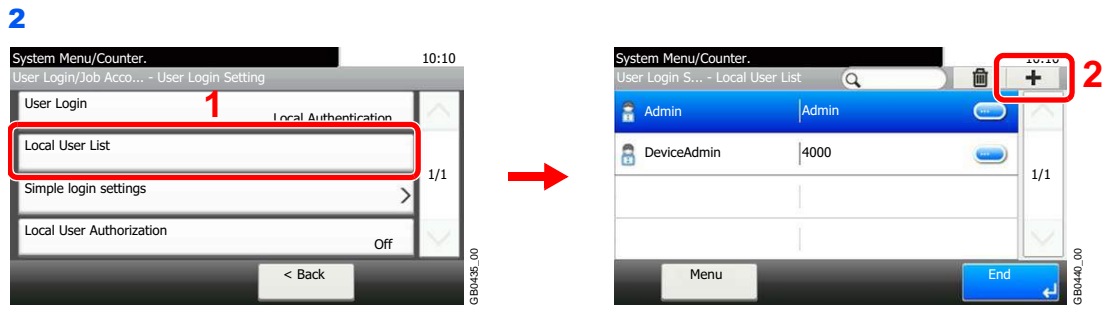 2
System Menu/Counter.
10:10
User Login/Job Acco... - User Login Setting
User Login
1
Local Authentication
Local User List
1/1
Simple login settings
Local User Authorization
Off
< Back
GB0435_00
System Menu/Counter.
10:10
User Login S... - Local User List
+
2
Admin
Admin
DeviceAdmin
4000
1/1
Menu
End
GB0440_00